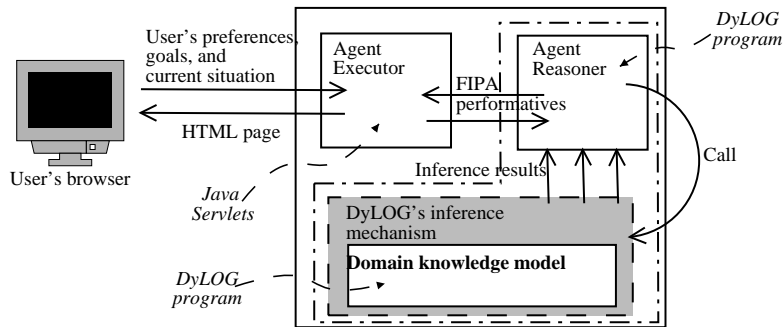 User's preferences,
goals, and
current situation
HTML page
User's browser
Agent
Executor
Java
Servlets
FIPA
performatives
Agent
Reasoner
DyLOG
program
Call
Inference results
DyLOG's inference
mechanism
Domain knowledge model
DyLOG
program